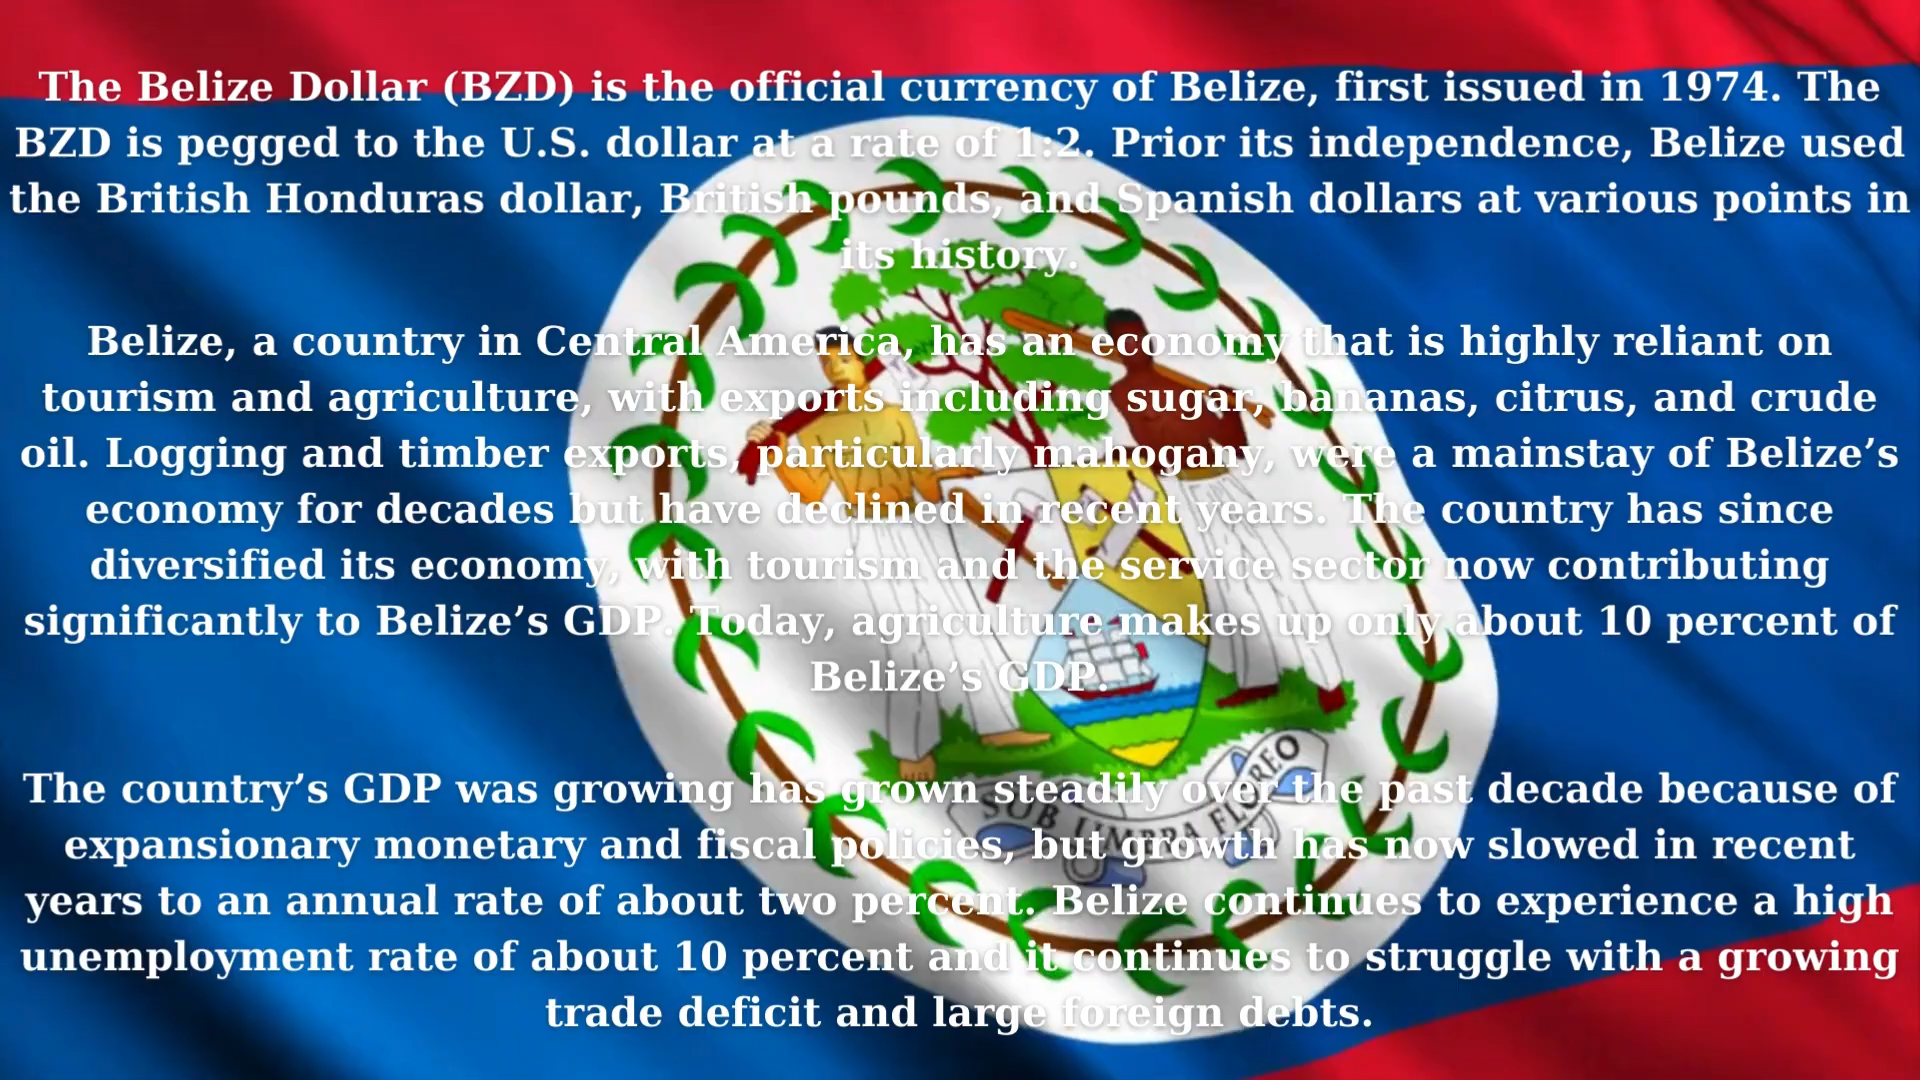 The Belize Dollar (BZD) is the official currency of Belize, first issued in 1974. The
BZD is pegged to the U.S. dollar at a rate of 1:2. Prior its independence, Belize used
the British Honduras dollar, British pounds, and Spanish dollars at various points in
its history.
Belize, a country in Central America, has an economy that is highly reliant on
tourism and agriculture, with exports including sugar, bananas, citrus, and crude
oil. Logging and timber exports, particularly mahogany, were a mainstay of Belize’s
economy for decades but have declined in recent years. The country has since
diversified its economy, with tourism and the service sector now contributing
significantly to Belize’s GDP. Today, agriculture makes up only about 10 percent of
Belize’s GDP.
The country’s GDP was growing has grown steadily over the past decade because of
expansionary monetary and fiscal policies, but growth has now slowed in recent
years to an annual rate of about two percent. Belize continues to experience a high
unemployment rate of about 10 percent and it continues to struggle with a growing
trade deficit and large foreign debts.
SUB UMBRA FLOREO